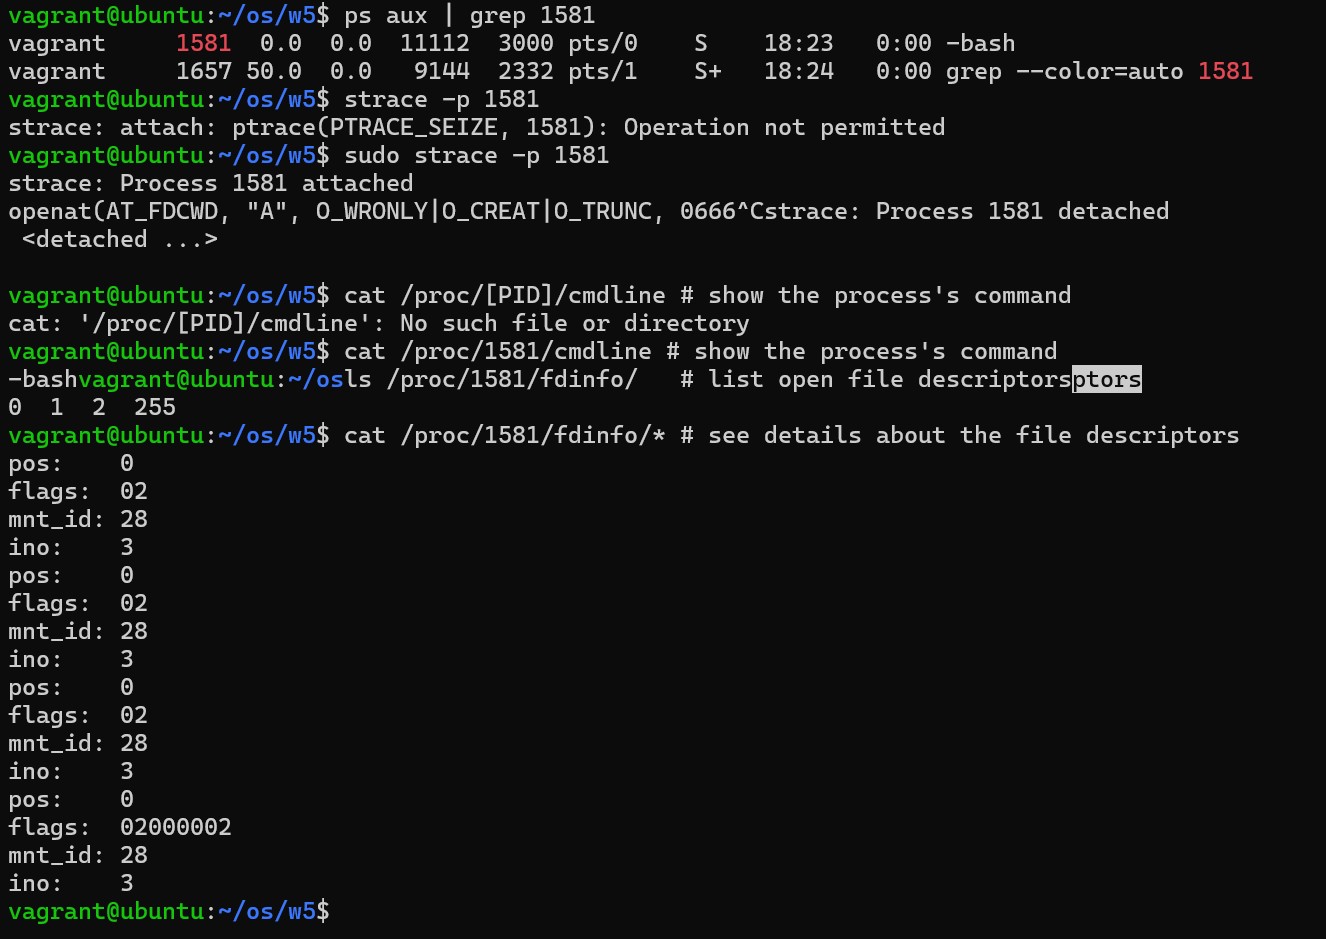 vagrant@ubuntu:~/os/w5$ ps aux | grep 1581
vagrant     1581  0.0  0.0  11112  3000 pts/0    S    18:23   0:00 -bash
vagrant     1657 50.0  0.0   9144  2332 pts/1    S+   18:24   0:00 grep --color=auto 1581
vagrant@ubuntu:~/os/w5$ strace -p 1581
strace: attach: ptrace(PTRACE_SEIZE, 1581): Operation not permitted
vagrant@ubuntu:~/os/w5$ sudo strace -p 1581
strace: Process 1581 attached
openat(AT_FDCWD, "A", O_WRONLY|O_CREAT|O_TRUNC, 0666^Cstrace: Process 1581 detached
 <detached ...>
vagrant@ubuntu:~/os/w5$ cat /proc/[PID]/cmdline # show the process's command
cat: '/proc/[PID]/cmdline': No such file or directory
vagrant@ubuntu:~/os/w5$ cat /proc/1581/cmdline # show the process's command
-bashvagrant@ubuntu:~/osls /proc/1581/fdinfo/   # list open file descriptorsptors
0  1  2  255
vagrant@ubuntu:~/os/w5$ cat /proc/1581/fdinfo/* # see details about the file descriptors
pos:    0
flags:  02
mnt_id: 28
ino:    3
pos:    0
flags:  02
mnt_id: 28
ino:    3
pos:    0
flags:  02
mnt_id: 28
ino:    3
pos:    0
flags:  02000002
mnt_id: 28
ino:    3
vagrant@ubuntu:~/os/w5$